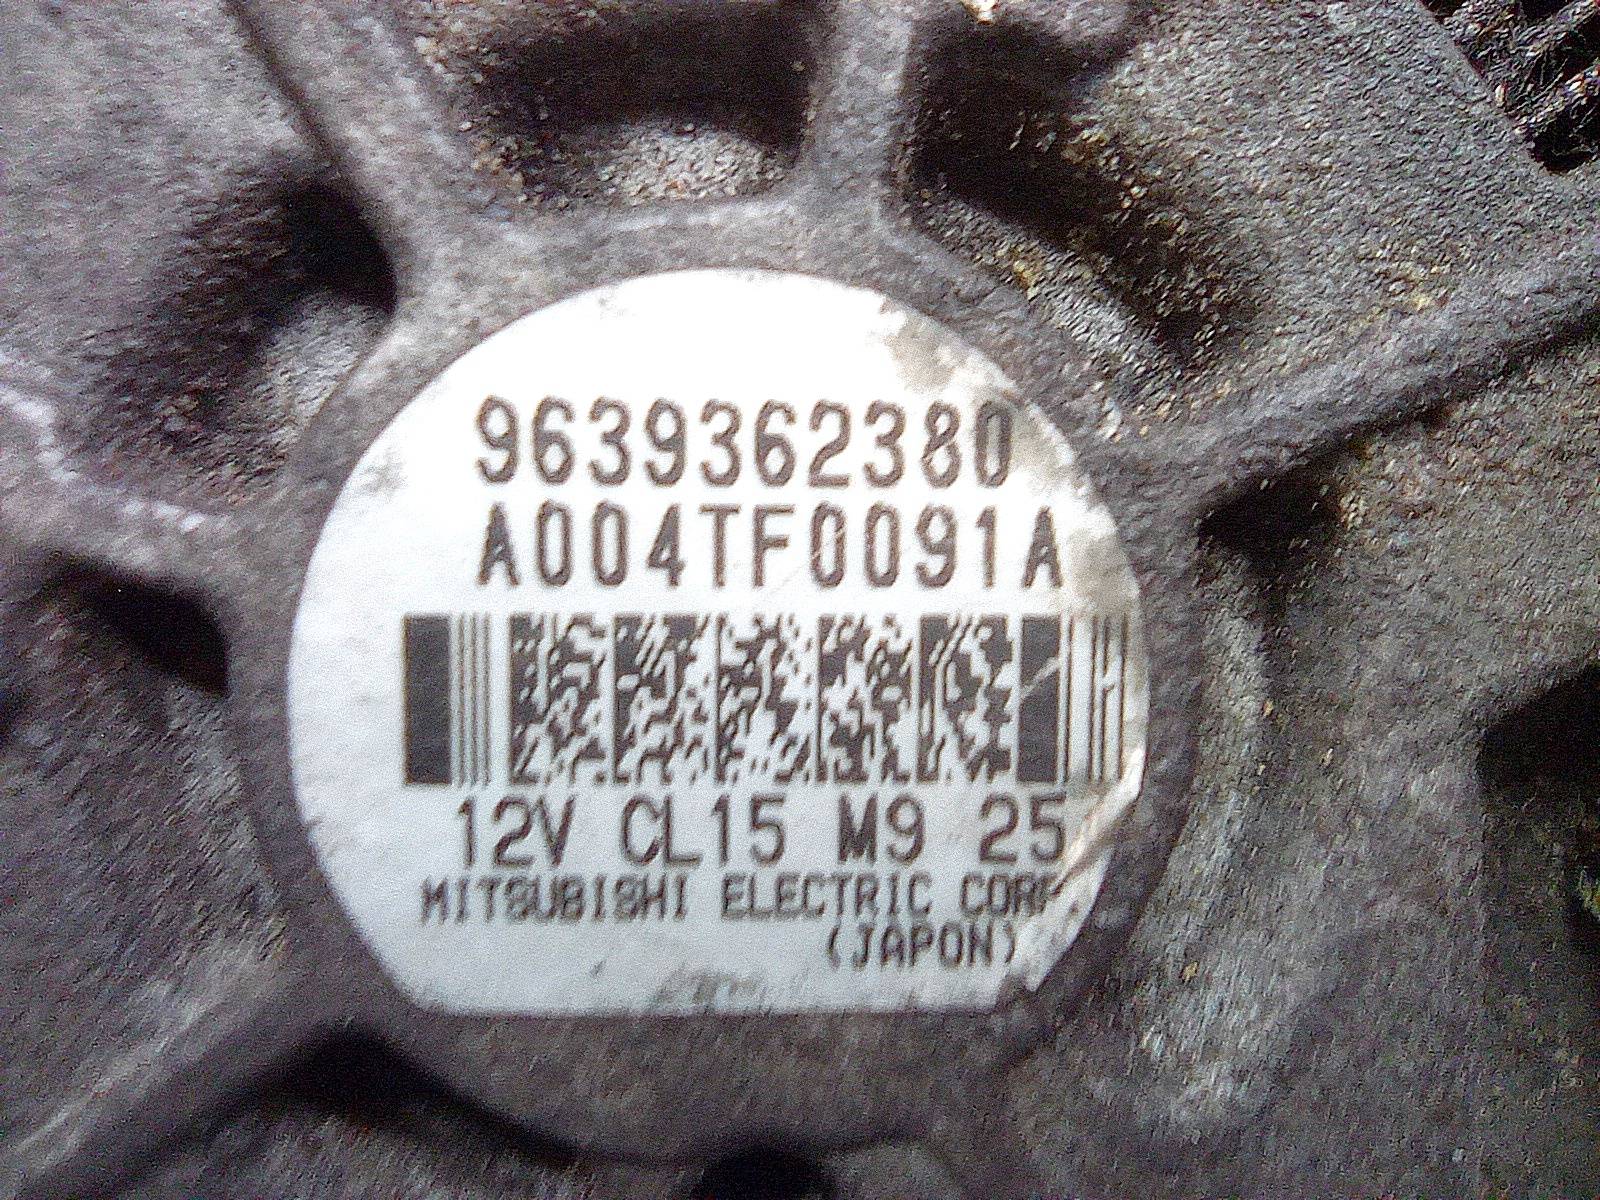 9639362380
A004TF0091A
12V CL15 M9 25
MITSUBISHI ELECTRIC CORP
(JAPON)